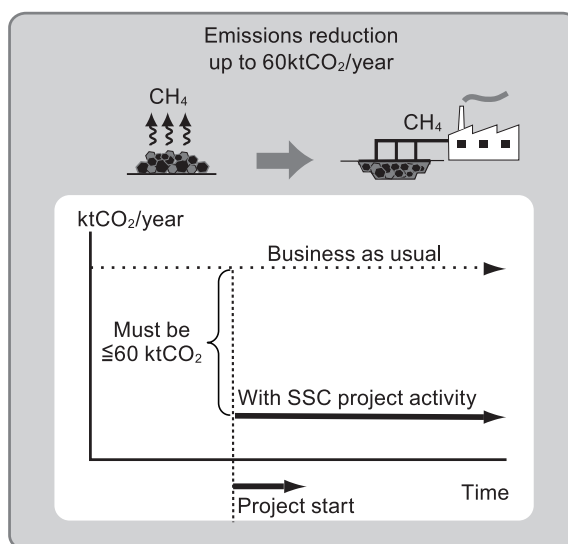 Emissions reduction
up to 60ktCO₂/year
CH₄
CH₄
ktCO₂/year
Business as usual
Must be
≦60 ktCO₂
With SSC project activity
Project start
Time